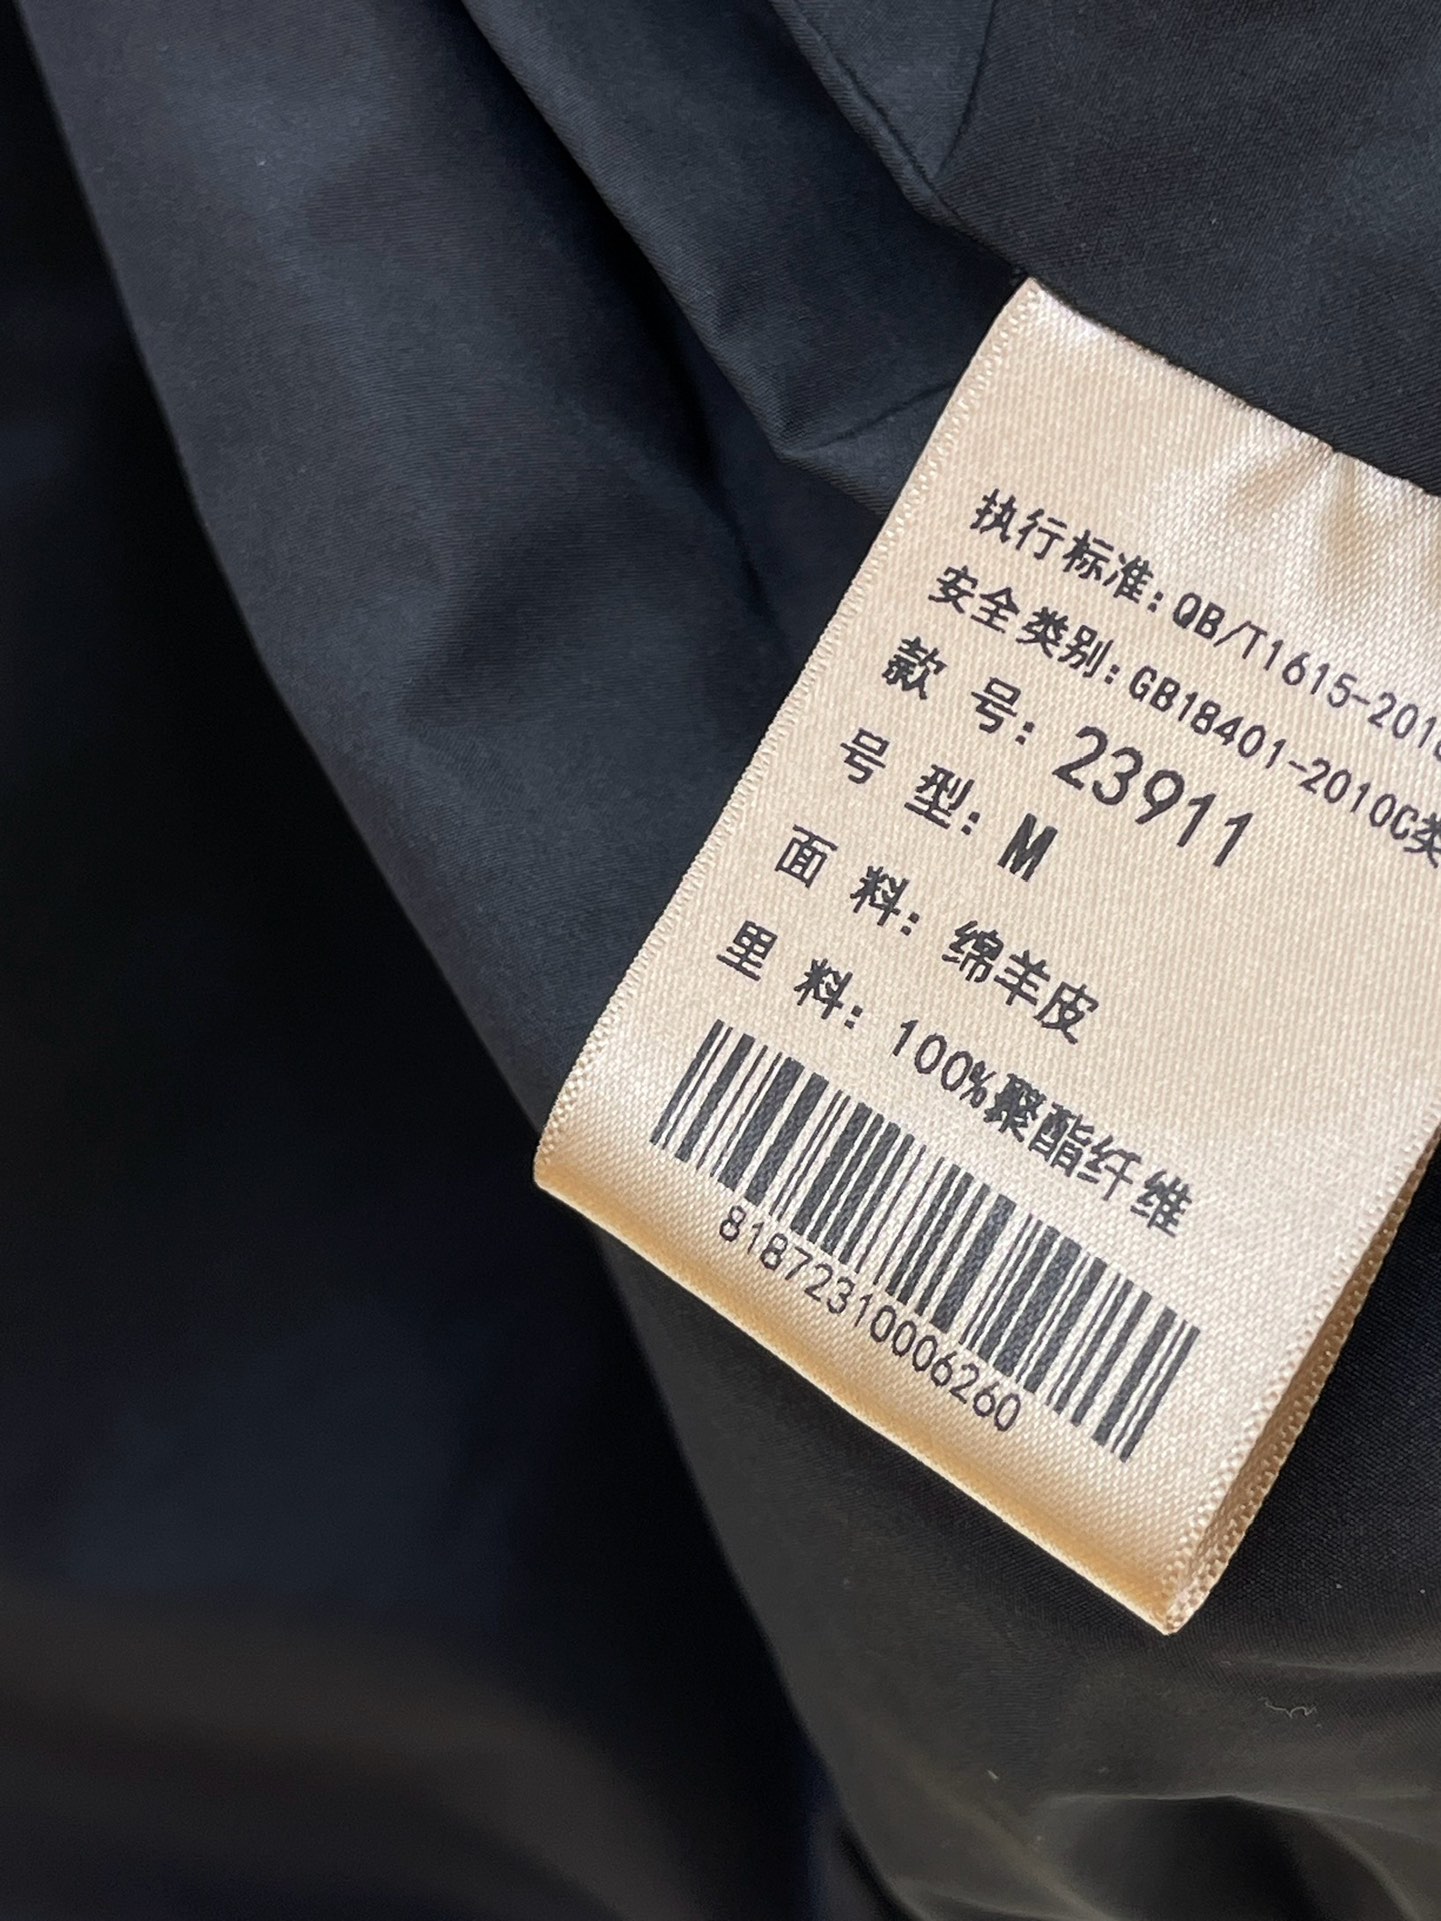 执行标准:QB/T1615-201
安全类别:GB18401-2010C类
款 号: 23911
号 型: M
面 料: 绵羊皮
里 料: 100%聚酯纤维
81872310006260